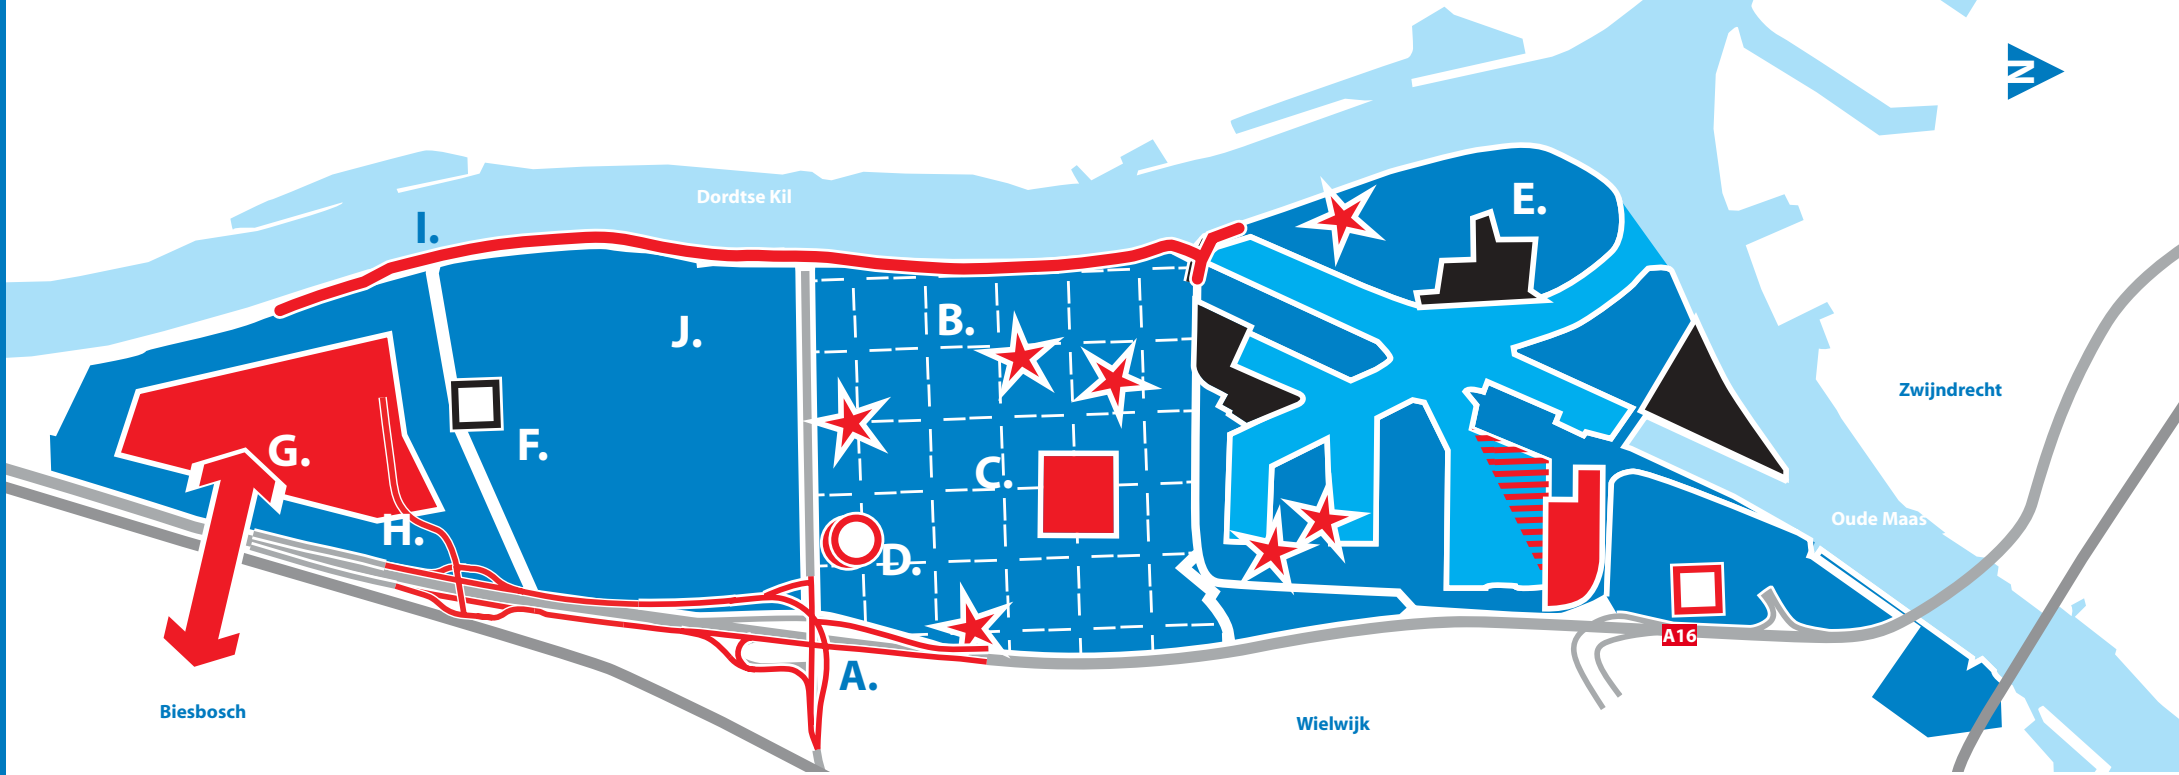 N
Dordtse Kil
E.
I.
B.
J.
Zwijndrecht
F.
G.
C.
H.
Oude Maas
D.
A16
A.
Biesbosch
Wielwijk